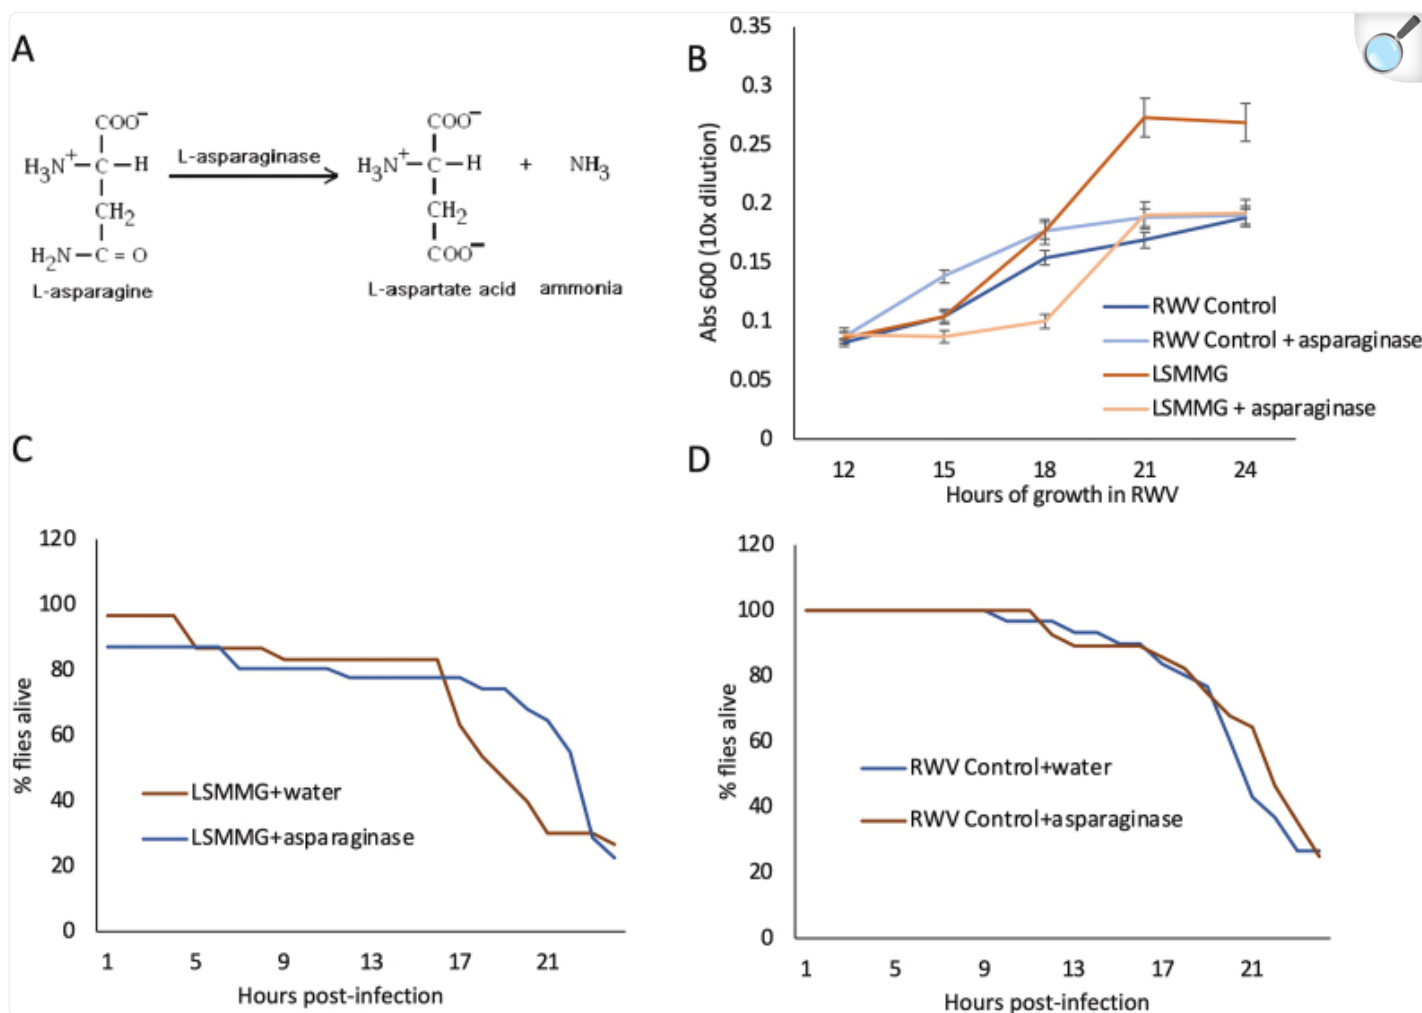 A
COO⁻
H₃N⁺–C–H
CH₂
H₂N–C=O
L-asparagine
L-asparaginase
COO⁻
H₃N⁺–C–H
CH₂
COO⁻
L-aspartate acid
+
NH₃
ammonia
B
Abs 600 (10x dilution)
0.35
0.3
0.25
0.2
0.15
0.1
0.05
0
RWV Control
RWV Control + asparaginase
LSMMG
LSMMG + asparaginase
12 15 18 21 24
Hours of growth in RWV
C
% flies alive
120
100
80
60
40
20
0
LSMMG+water
LSMMG+asparaginase
1 5 9 13 17 21
Hours post-infection
D
% flies alive
120
100
80
60
40
20
0
RWV Control+water
RWV Control+asparaginase
1 5 9 13 17 21
Hours post-infection